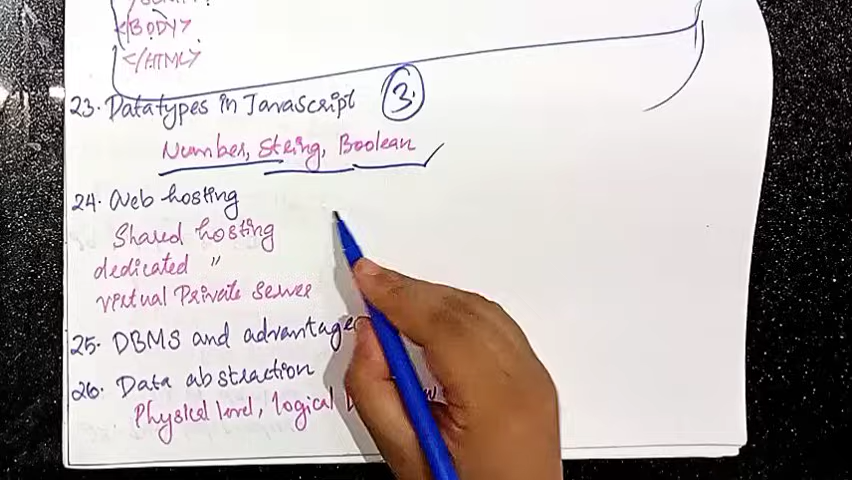 </BODY>
</HTML>
23. Datatypes in Javascript 3.
Number, String, Boolean
24. Web hosting
Shared hosting
dedicated "
virtual Private Server
25. DBMS and advantage
26. Data abstraction
Physical level, logical